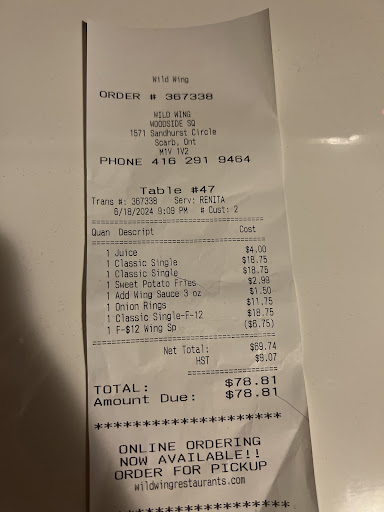 Wild Wing
ORDER # 367338
WILD WING
WOODSIDE SQ
1571 Sandhurst Circle
Scarb, Ont
M1V 1V2
PHONE 416 291 9464
Table #47
Trans #: 367338 Serv: RENITA
6/18/2024 9:09 PM # Cust: 2
==========================================
Quan Descript Cost
==========================================
1 Juice $4.00
1 Classic Single $18.75
1 Classic Single $18.75
1 Sweet Potato Fries $2.99
1 Add Wing Sauce 3 oz $1.50
1 Onion Rings $11.75
1 Classic Single-F-12 $18.75
1 F-$12 Wing Sp ($6.75)
==========================================
Net Total: $69.74
HST $9.07
====================
TOTAL: $78.81
Amount Due: $78.81
********************
ONLINE ORDERING
NOW AVAILABLE!!
ORDER FOR PICKUP
wildwingrestaurants.com
********************